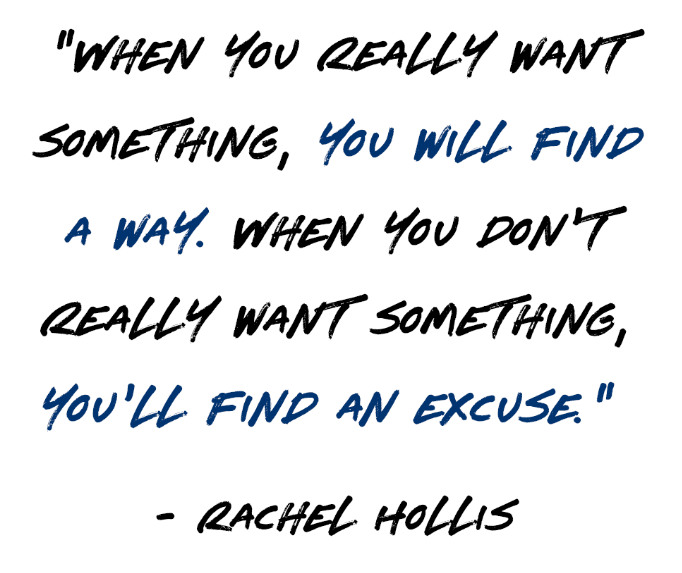 "WHEN YOU REALLY WANT
SOMETHING, YOU WILL FIND
A WAY. WHEN YOU DON'T
REALLY WANT SOMETHING,
YOU'LL FIND AN EXCUSE."
- RACHEL HOLLIS